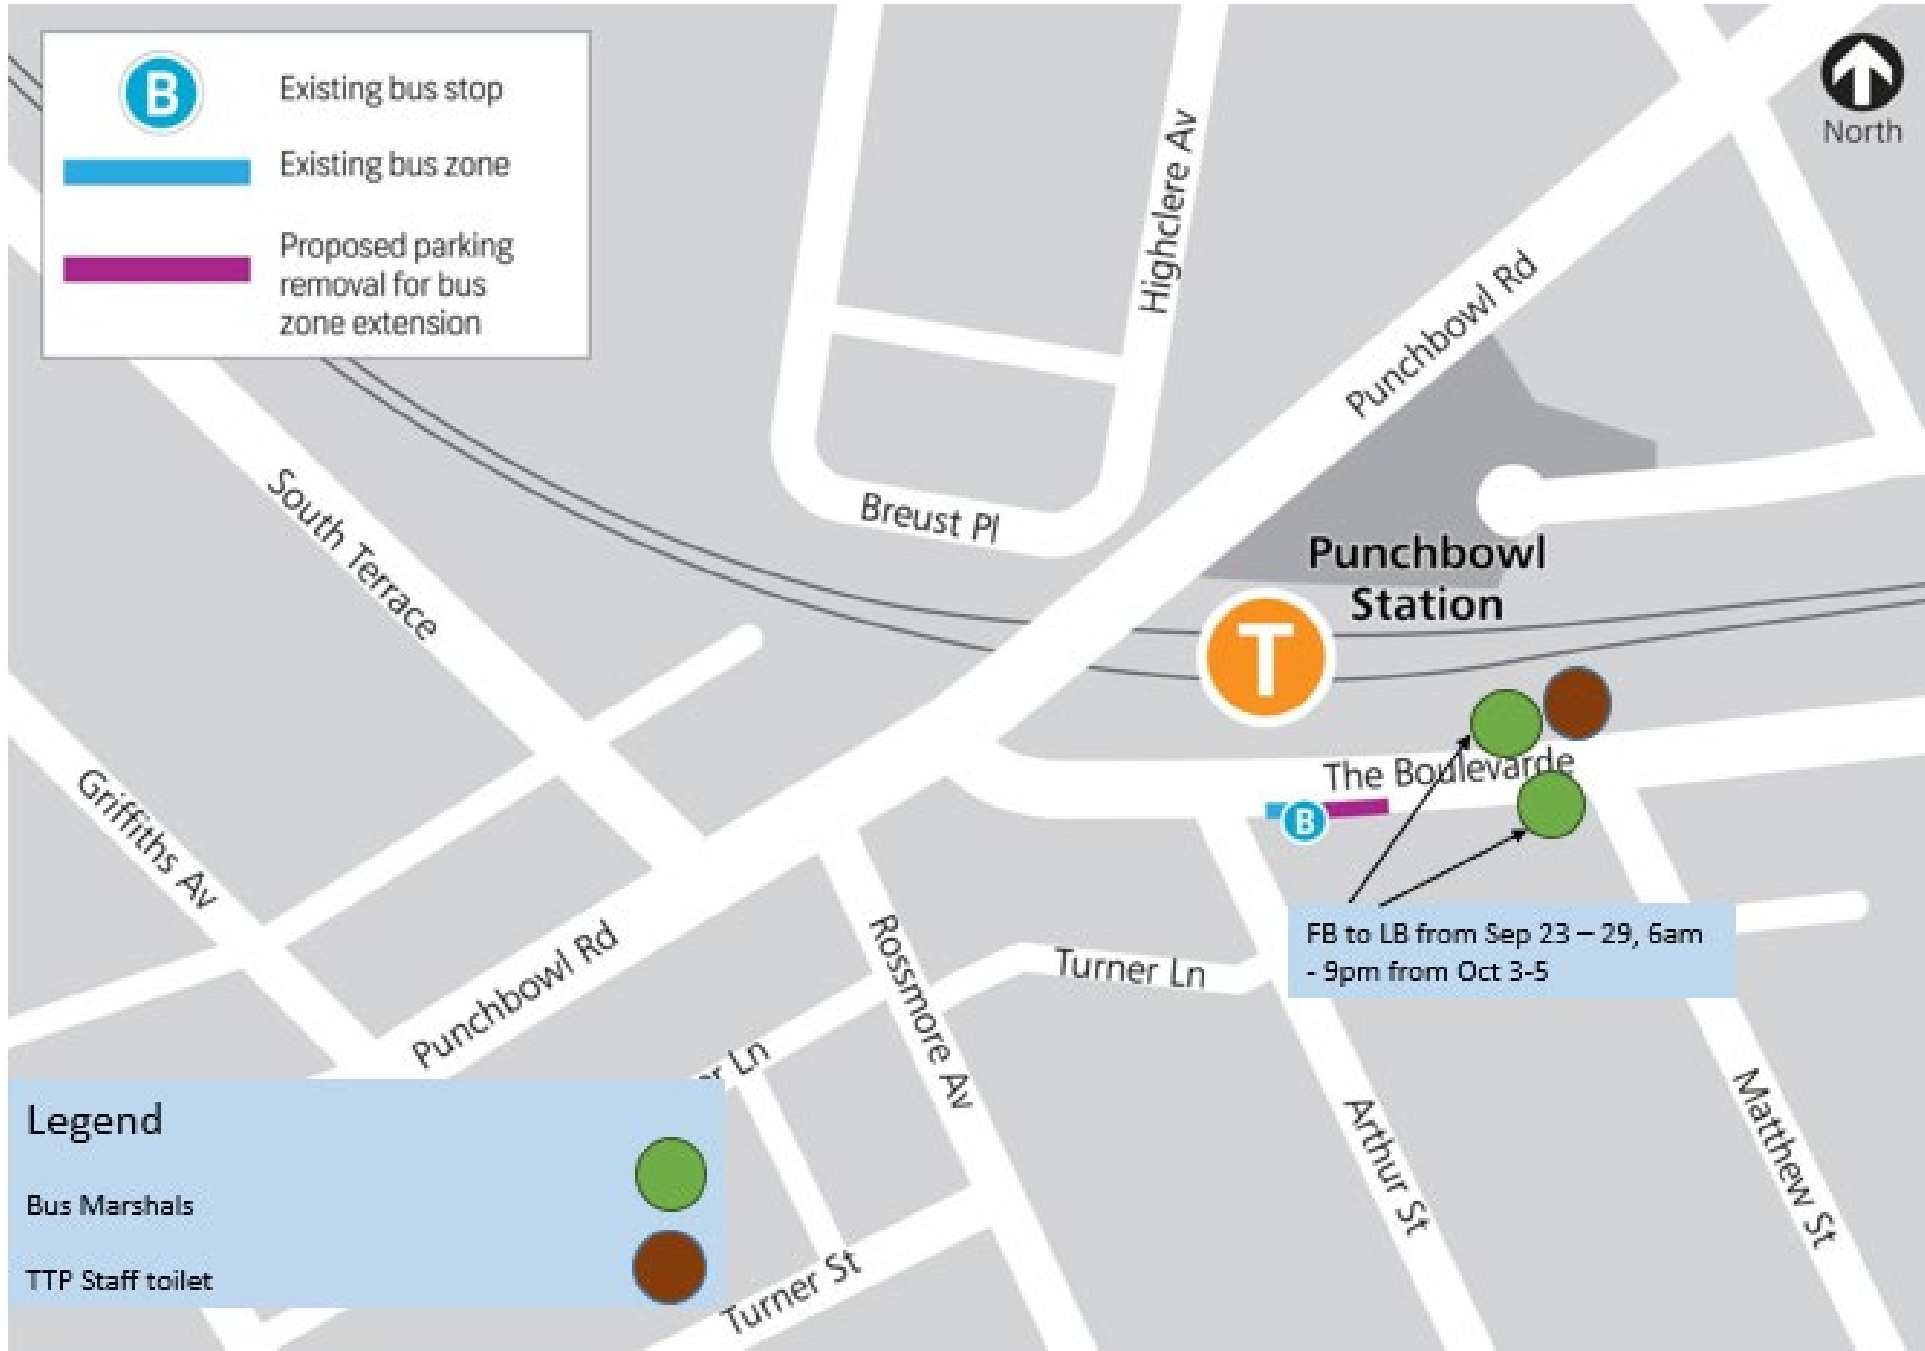 B
Existing bus stop
Existing bus zone
Proposed parking
removal for bus
zone extension
North
Highclere Av
Punchbowl Rd
South Terrace
Breust Pl
Punchbowl
Station
T
The Boulevarde
B
Griffiths Av
Punchbowl Rd
Rossmore Av
Turner Ln
FB to LB from Sep 23 – 29, 6am
- 9pm from Oct 3-5
Ln
Arthur St
Matthew St
Turner St
Legend
Bus Marshals
TTP Staff toilet